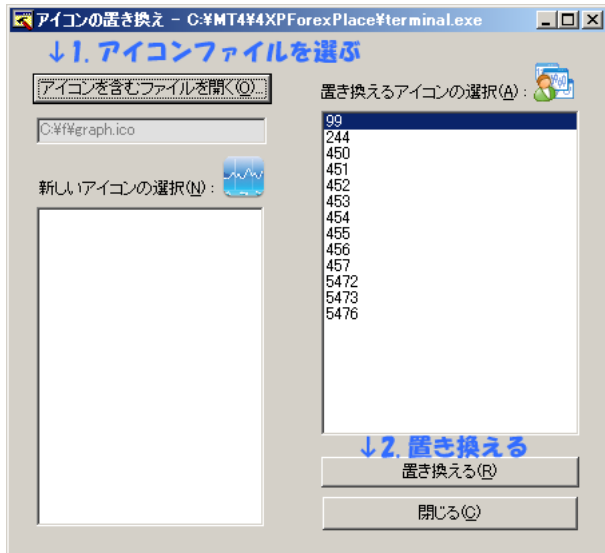 アイコンの置き換え - C:¥MT4¥4XPForexPlace¥terminal.exe
↓1. アイコンファイルを選ぶ
アイコンを含むファイルを開く(O)...
C:¥f¥graph.ico
新しいアイコンの選択(N) :
置き換えるアイコンの選択(A) :
99
244
450
451
452
453
454
455
456
457
5472
5473
5476
↓2. 置き換える
置き換える(R)
閉じる(C)